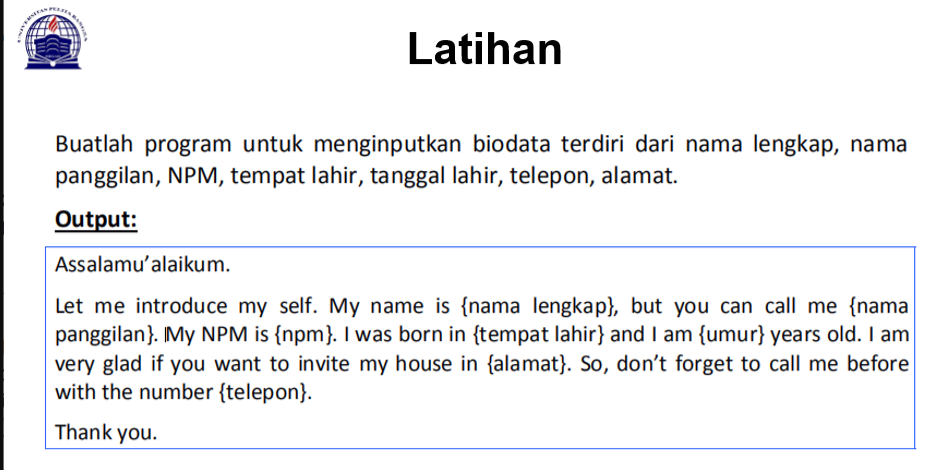 UNIVERSITAS PELITA BANGSA
Latihan
Buatlah program untuk menginputkan biodata terdiri dari nama lengkap, nama
panggilan, NPM, tempat lahir, tanggal lahir, telepon, alamat.
Output:
Assalamu’alaikum.
Let me introduce my self. My name is {nama lengkap}, but you can call me {nama
panggilan}. My NPM is {npm}. I was born in {tempat lahir} and I am {umur} years old. I am
very glad if you want to invite my house in {alamat}. So, don’t forget to call me before
with the number {telepon}.
Thank you.